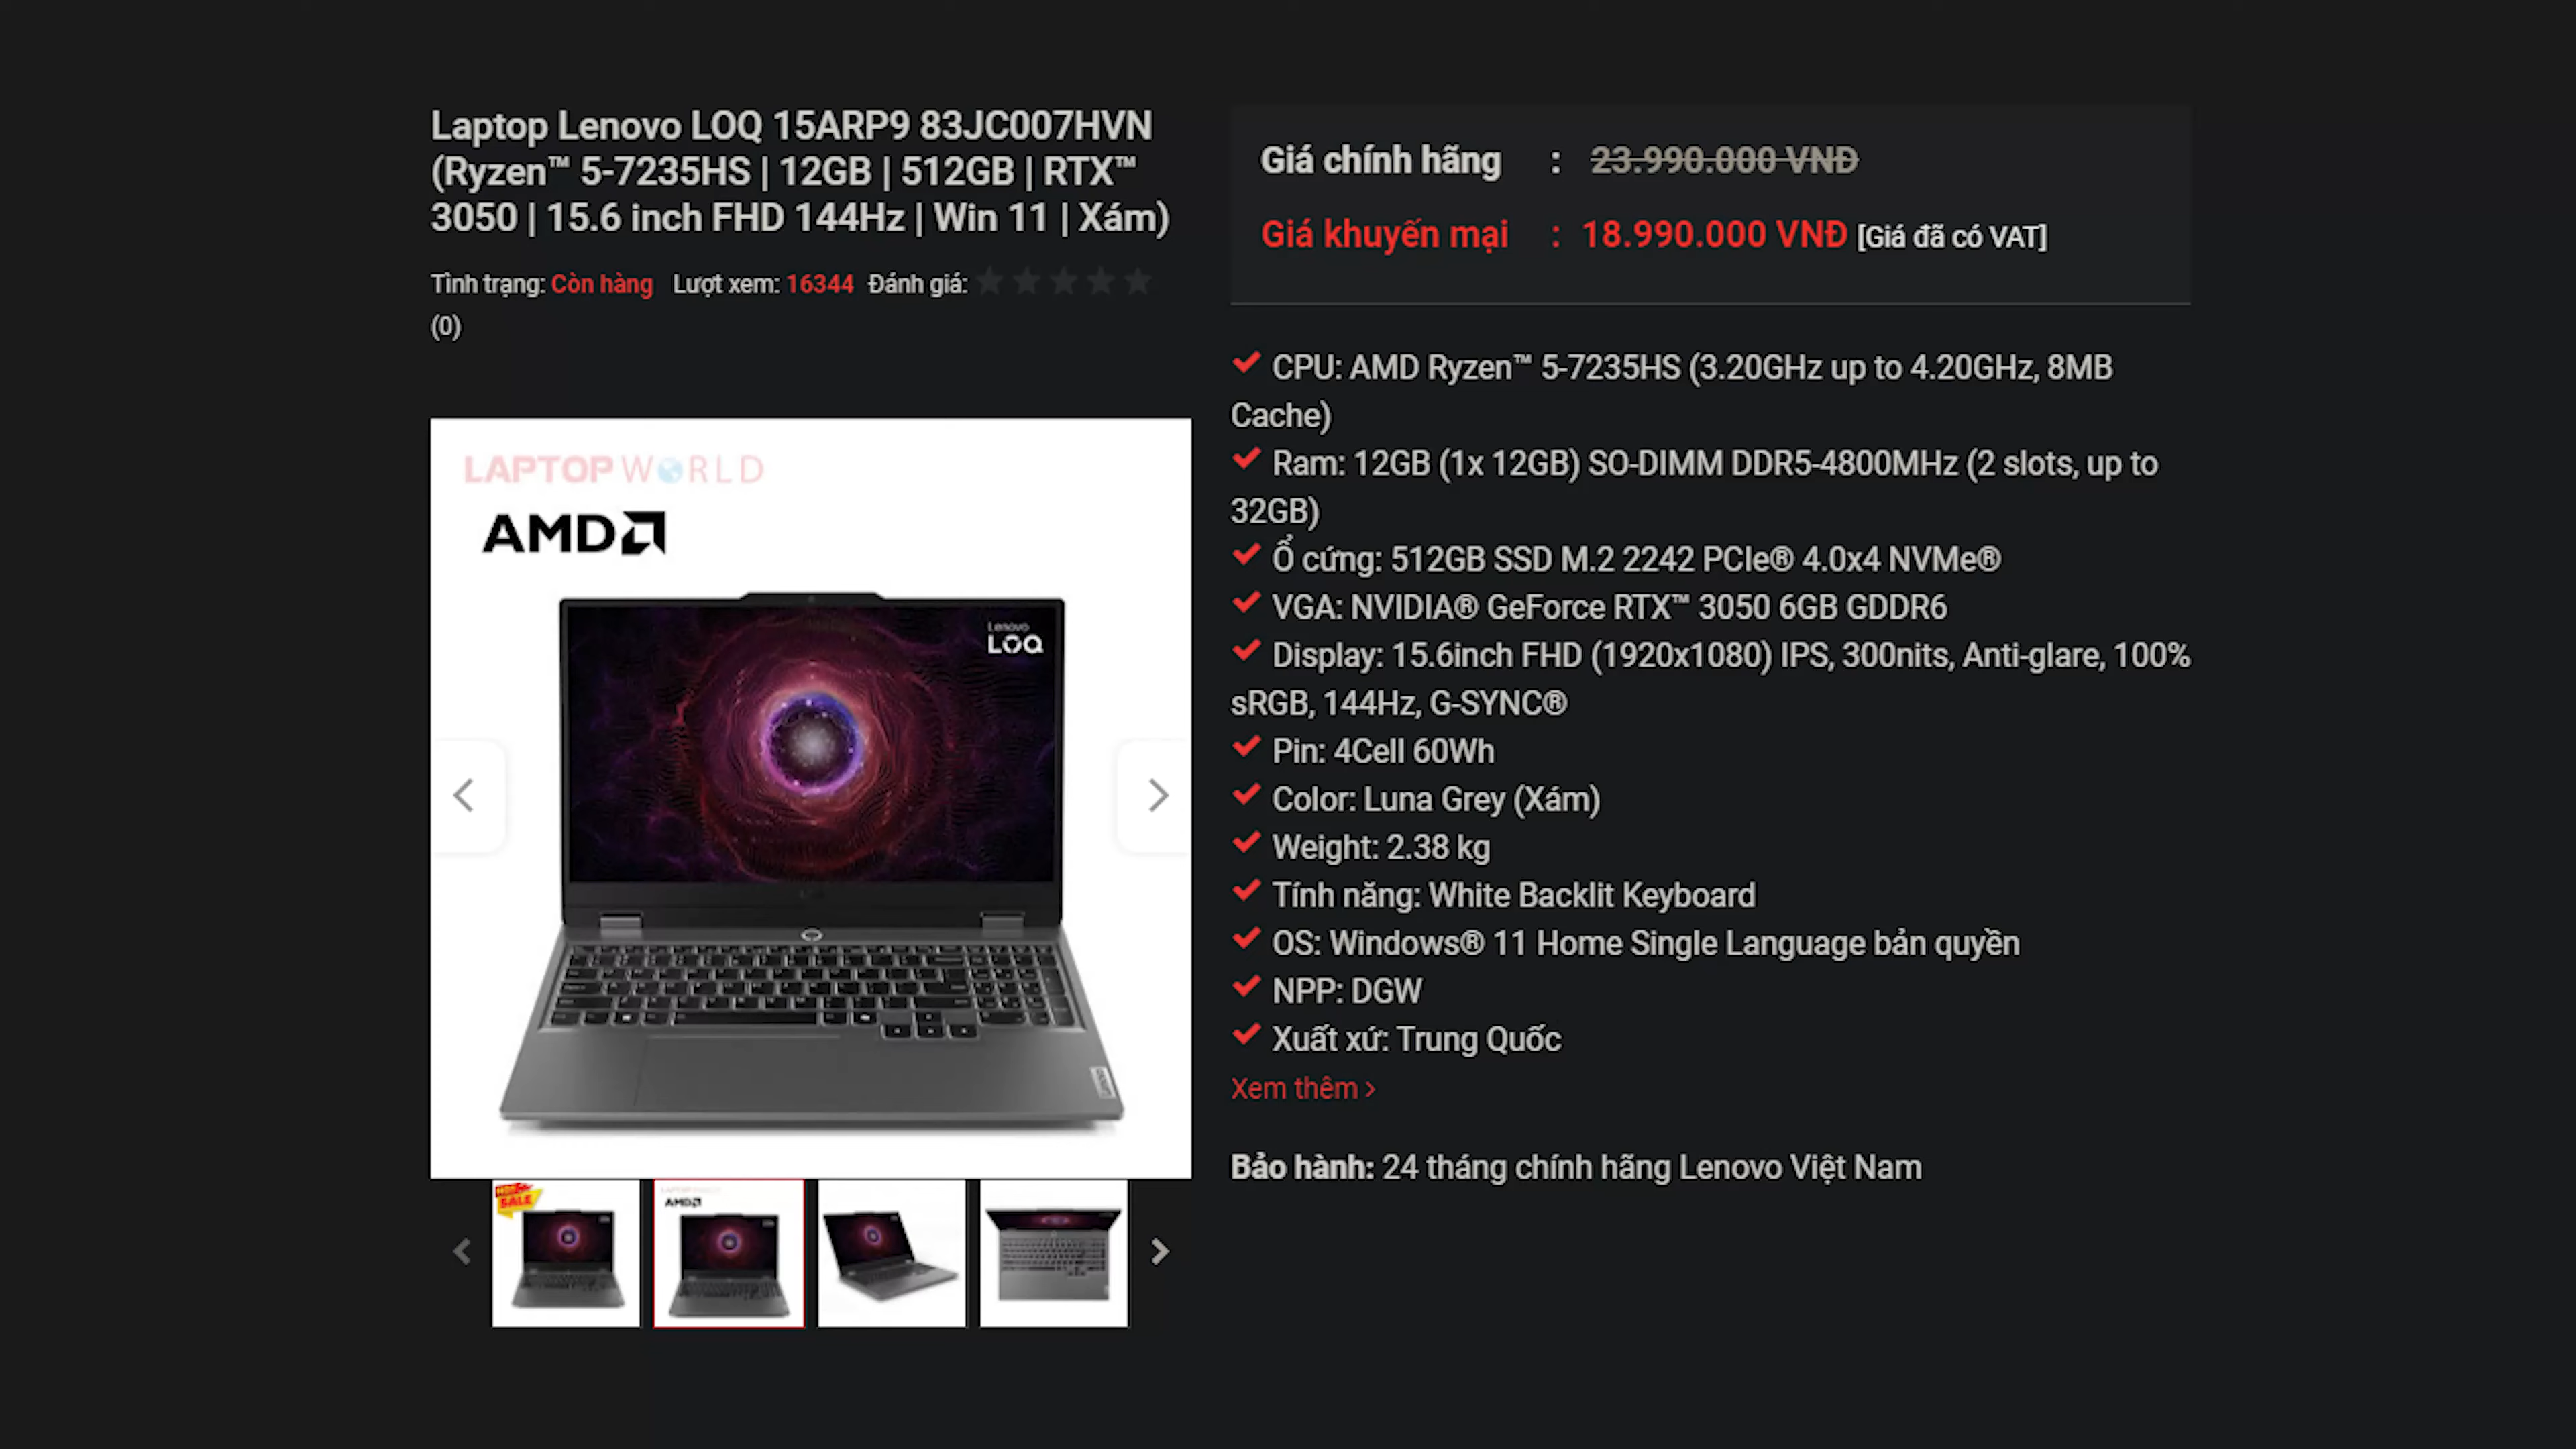 Laptop Lenovo LOQ 15ARP9 83JC007HVN
(Ryzen™ 5-7235HS | 12GB | 512GB | RTX™
3050 | 15.6 inch FHD 144Hz | Win 11 | Xám)
Tình trạng: Còn hàng Lượt xem: 16344 Đánh giá:
(0)
LAPTOP WORLD
AMD
Lenovo
LOQ
HOT
SALE
AMD
Giá chính hãng : 23.990.000 VNĐ
Giá khuyến mại : 18.990.000 VNĐ [Giá đã có VAT]
CPU: AMD Ryzen™ 5-7235HS (3.20GHz up to 4.20GHz, 8MB
Cache)
Ram: 12GB (1x 12GB) SO-DIMM DDR5-4800MHz (2 slots, up to
32GB)
Ổ cứng: 512GB SSD M.2 2242 PCIe® 4.0x4 NVMe®
VGA: NVIDIA® GeForce RTX™ 3050 6GB GDDR6
Display: 15.6inch FHD (1920x1080) IPS, 300nits, Anti-glare, 100%
sRGB, 144Hz, G-SYNC®
Pin: 4Cell 60Wh
Color: Luna Grey (Xám)
Weight: 2.38 kg
Tính năng: White Backlit Keyboard
OS: Windows® 11 Home Single Language bản quyền
NPP: DGW
Xuất xứ: Trung Quốc
Xem thêm ›
Bảo hành: 24 tháng chính hãng Lenovo Việt Nam